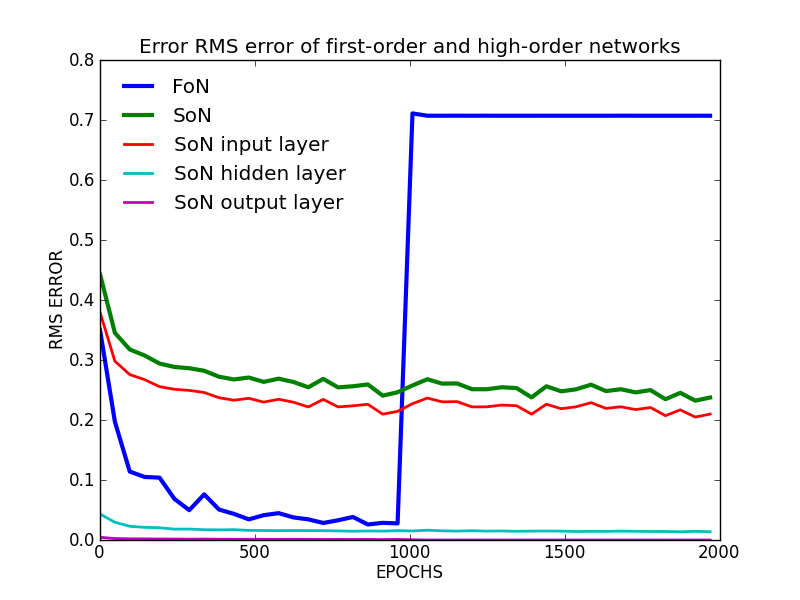 Error RMS error of first-order and high-order networks
0.8
0.7
0.6
0.5
0.4
0.3
0.2
0.1
0.0
RMS ERROR
FoN
SoN
SoN input layer
SoN hidden layer
SoN output layer
0 500 1000 1500 2000
EPOCHS